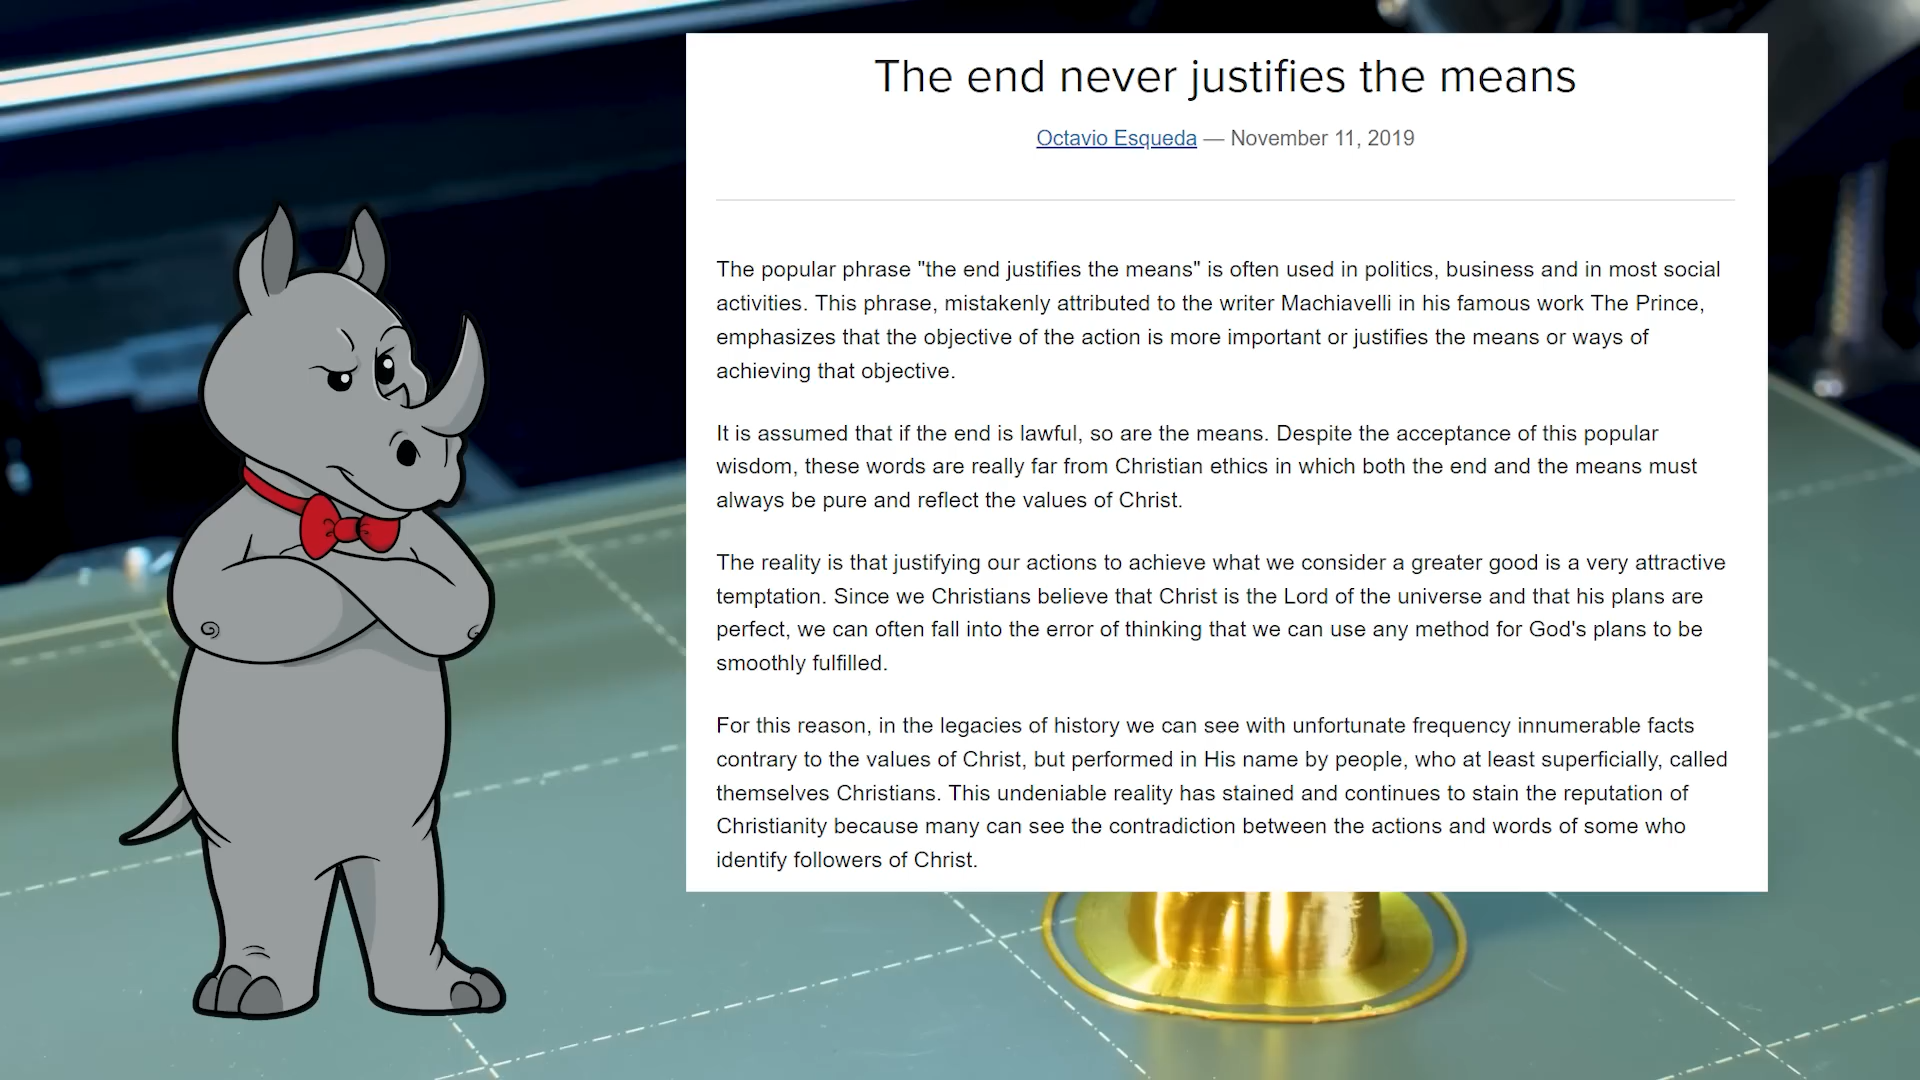 The end never justifies the means
Octavio Esqueda — November 11, 2019
The popular phrase "the end justifies the means" is often used in politics, business and in most social
activities. This phrase, mistakenly attributed to the writer Machiavelli in his famous work The Prince,
emphasizes that the objective of the action is more important or justifies the means or ways of
achieving that objective.
It is assumed that if the end is lawful, so are the means. Despite the acceptance of this popular
wisdom, these words are really far from Christian ethics in which both the end and the means must
always be pure and reflect the values of Christ.
The reality is that justifying our actions to achieve what we consider a greater good is a very attractive
temptation. Since we Christians believe that Christ is the Lord of the universe and that his plans are
perfect, we can often fall into the error of thinking that we can use any method for God's plans to be
smoothly fulfilled.
For this reason, in the legacies of history we can see with unfortunate frequency innumerable facts
contrary to the values of Christ, but performed in His name by people, who at least superficially, called
themselves Christians. This undeniable reality has stained and continues to stain the reputation of
Christianity because many can see the contradiction between the actions and words of some who
identify followers of Christ.